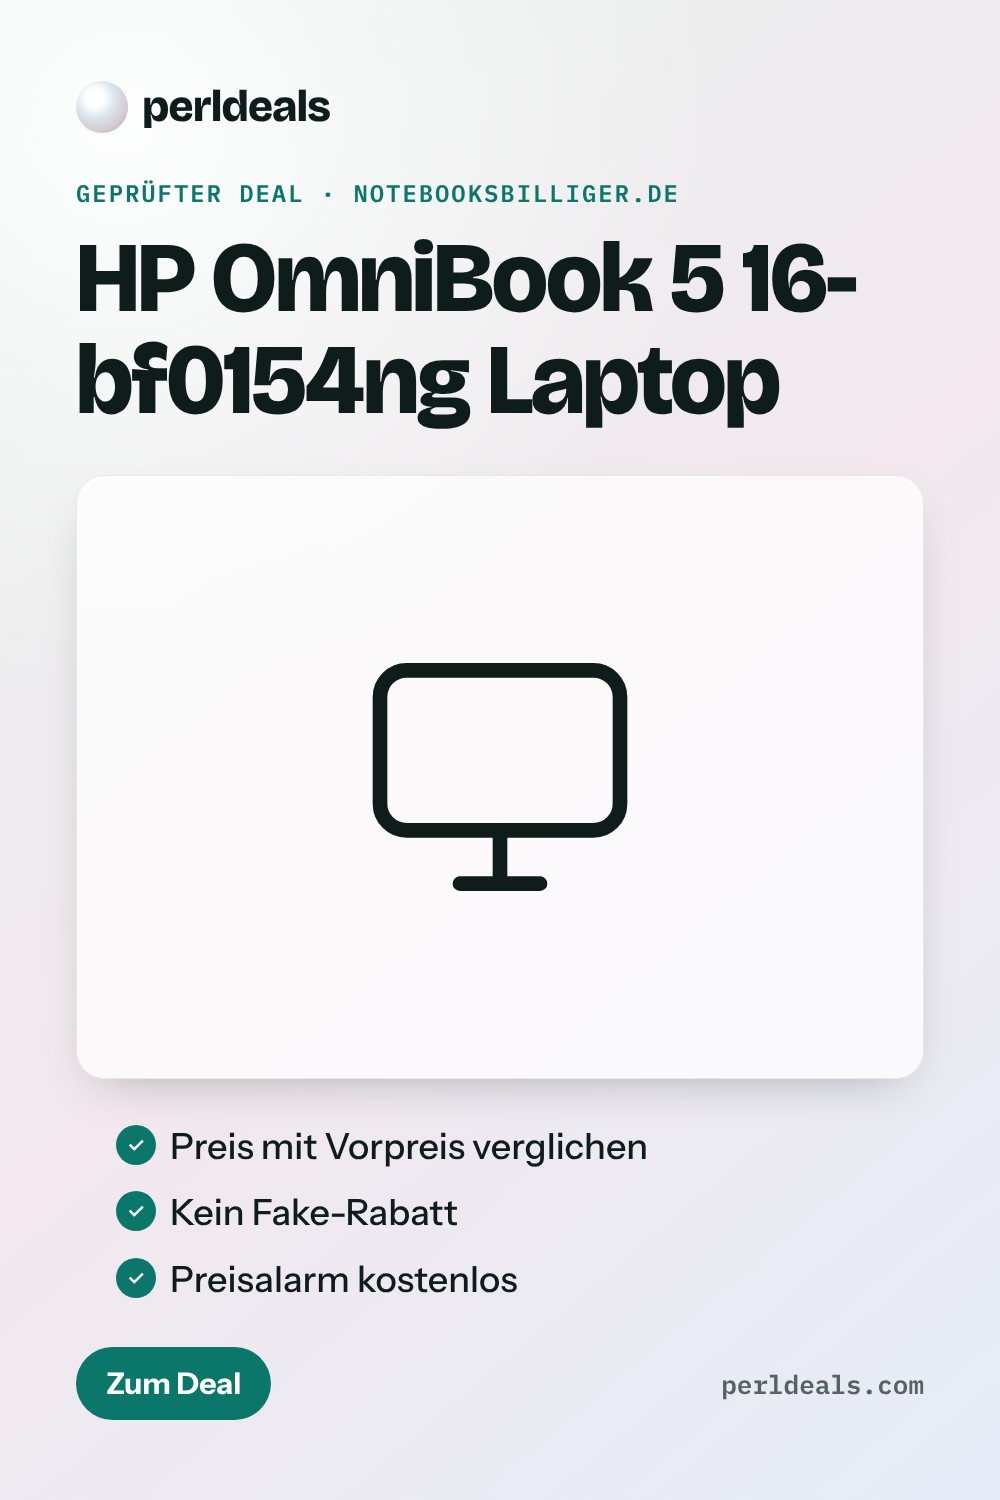 perldeals
GEPRÜFTER DEAL · NOTEBOOKSBILLIGER.DE
HP OmniBook 5 16-
bf0154ng Laptop
Preis mit Vorpreis verglichen
Kein Fake-Rabatt
Preisalarm kostenlos
Zum Deal
perldeals.com